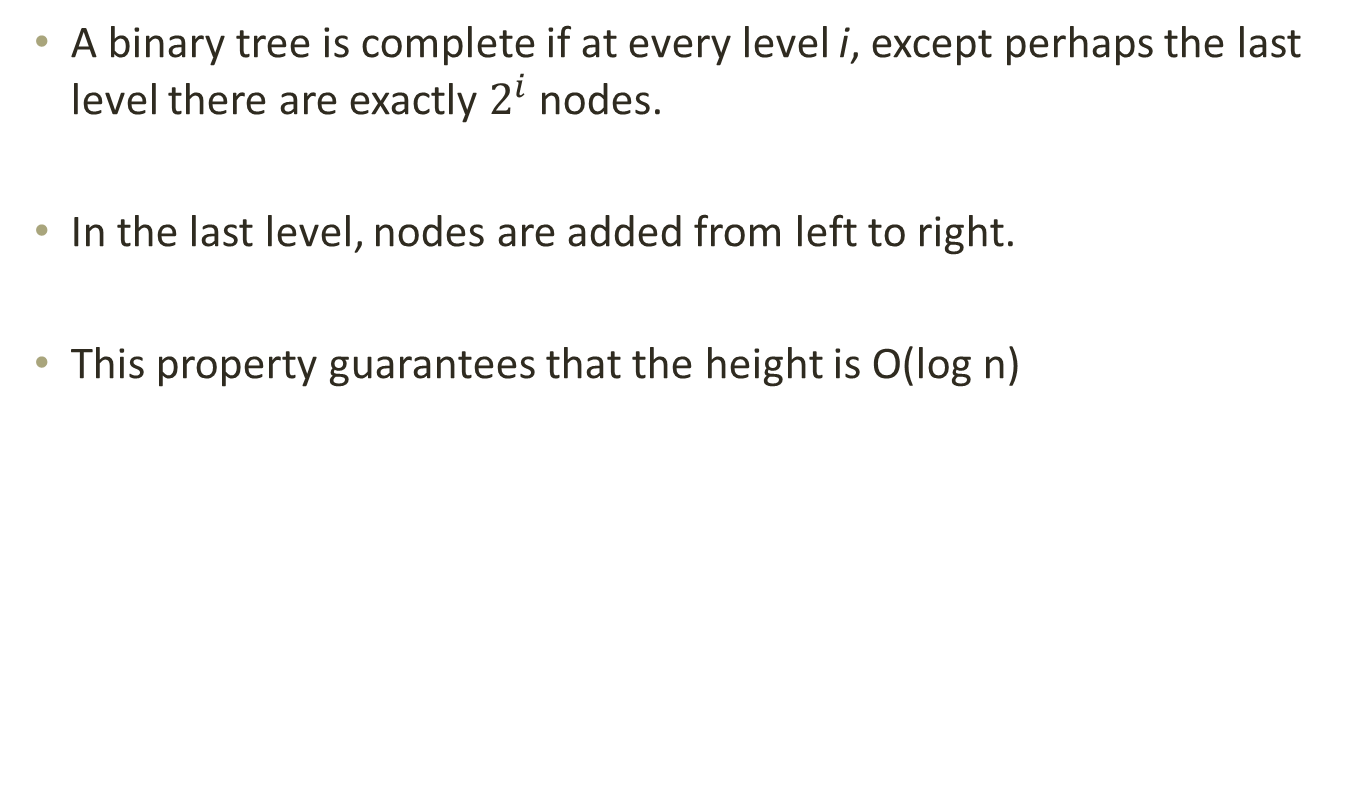 • A binary tree is complete if at every level i, except perhaps the last
level there are exactly 2^i nodes.
• In the last level, nodes are added from left to right.
• This property guarantees that the height is O(log n)